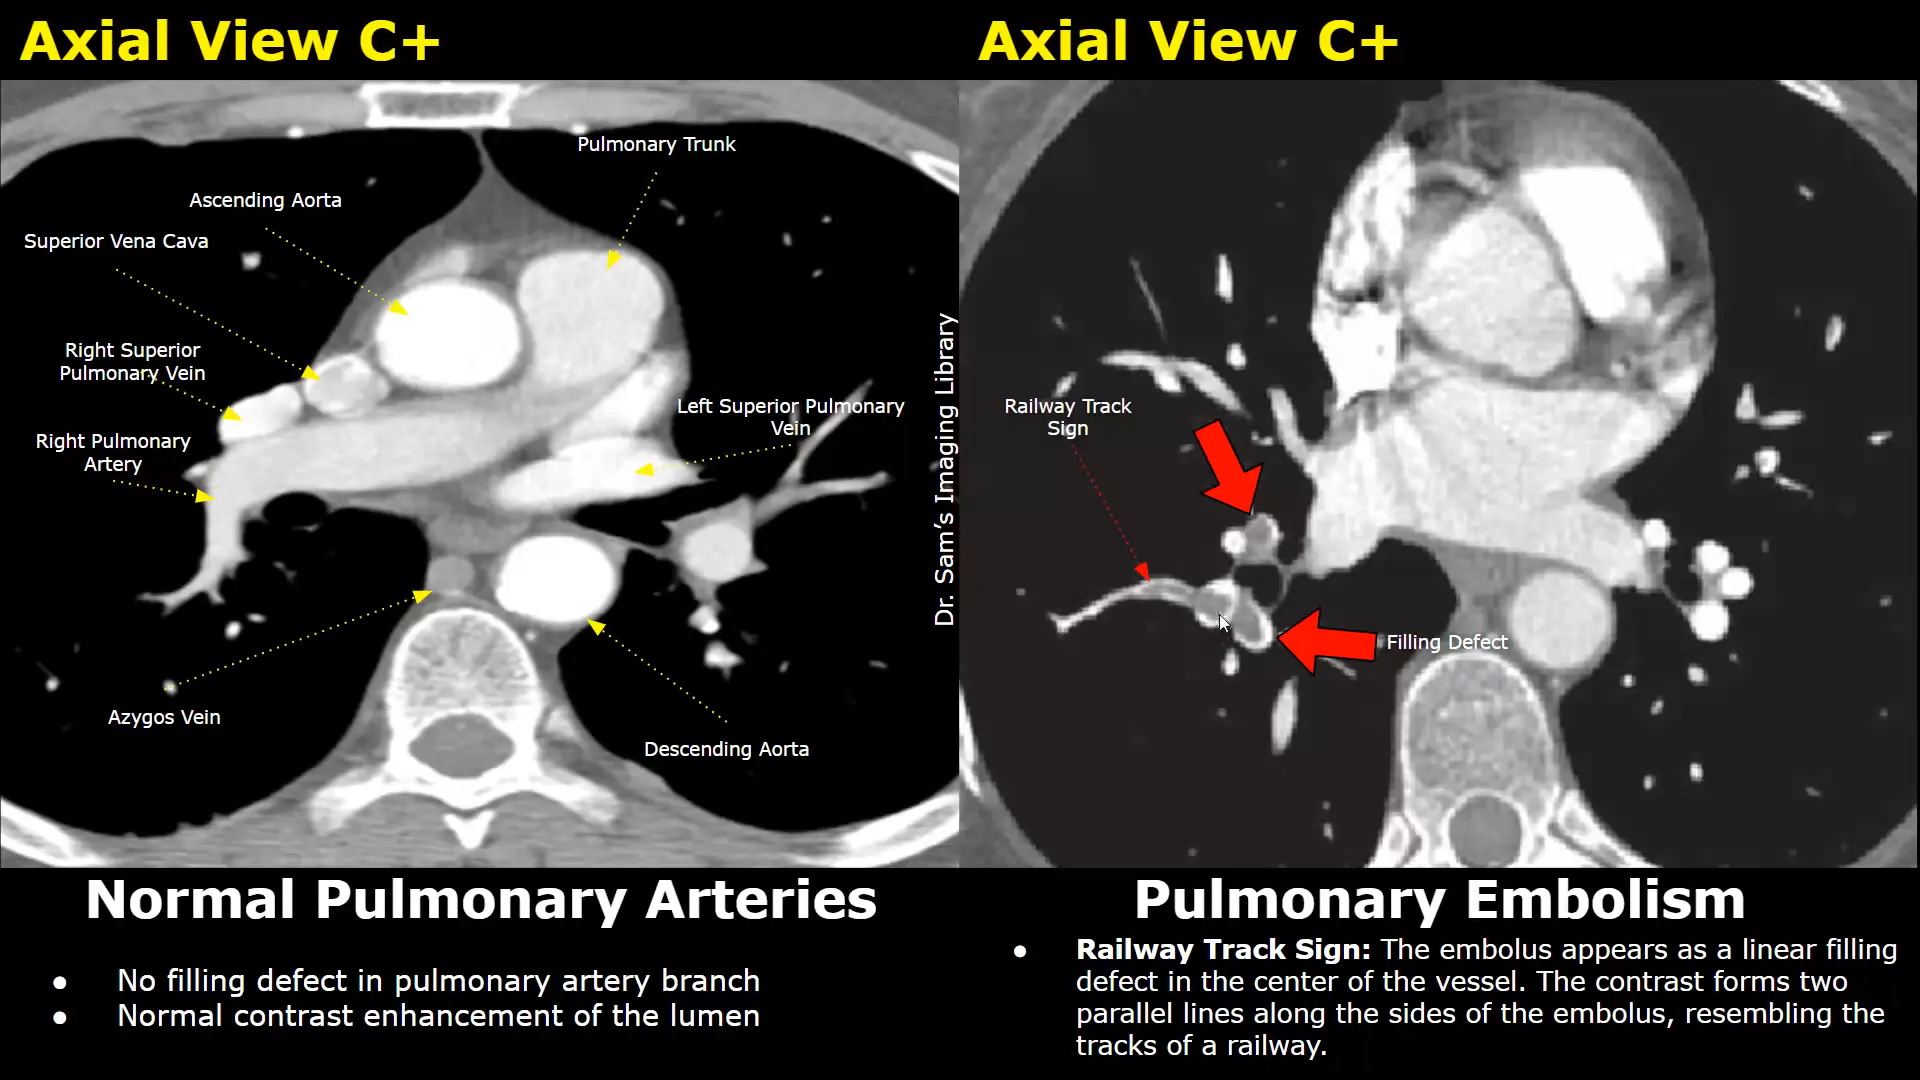 Axial View C+
Pulmonary Trunk
Ascending Aorta
Superior Vena Cava
Right Superior
Pulmonary Vein
Right Pulmonary
Artery
Left Superior Pulmonary
Vein
Azygos Vein
Descending Aorta
Normal Pulmonary Arteries
● No filling defect in pulmonary artery branch
● Normal contrast enhancement of the lumen
Dr. Sam’s Imaging Library
Axial View C+
Railway Track
Sign
Filling Defect
Pulmonary Embolism
● Railway Track Sign: The embolus appears as a linear filling
defect in the center of the vessel. The contrast forms two
parallel lines along the sides of the embolus, resembling the
tracks of a railway.